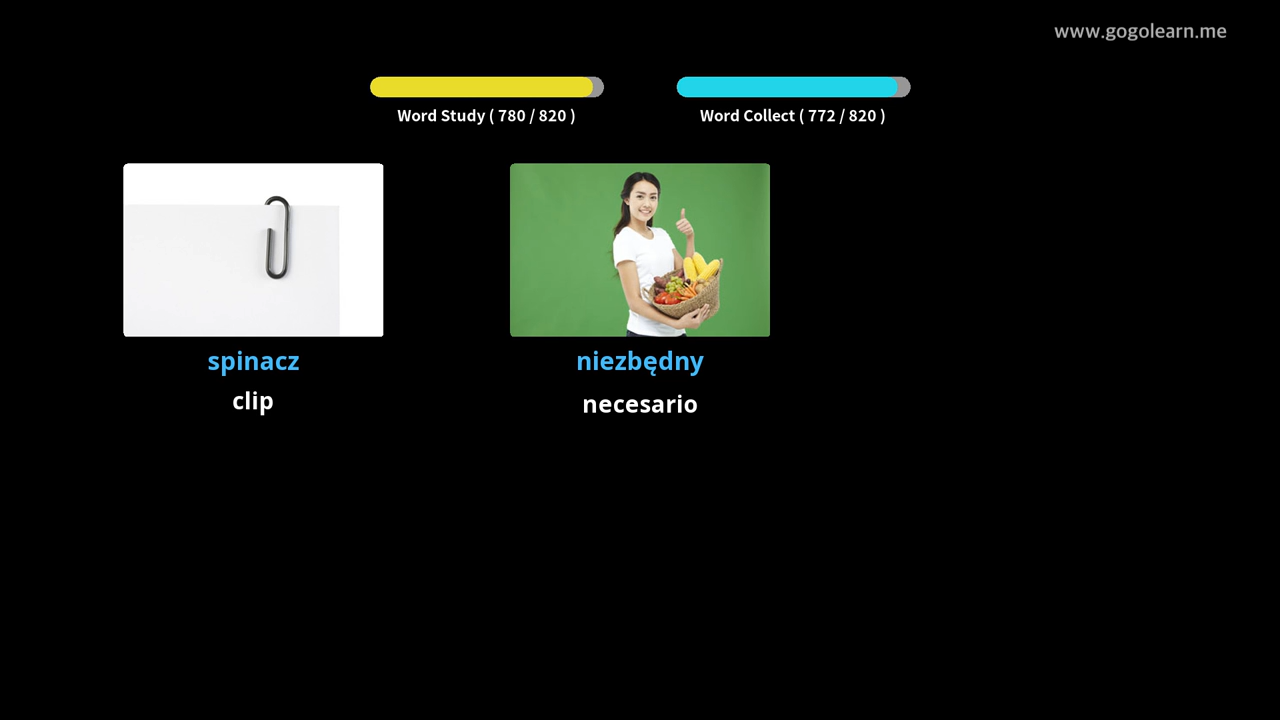 www.gogolearn.me
Word Study ( 780 / 820 )
Word Collect ( 772 / 820 )
spinacz
clip
niezbędny
necesario